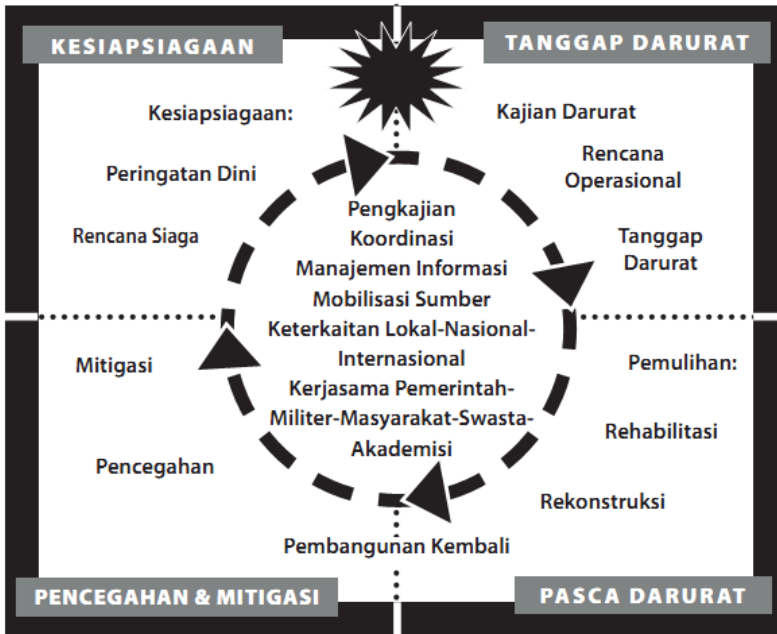 KESIAPSIAGAAN
TANGGAP DARURAT
Kesiapsiagaan:
Peringatan Dini
Rencana Siaga
Kajian Darurat
Rencana
Operasional
Tanggap
Darurat
Pengkajian
Koordinasi
Manajemen Informasi
Mobilisasi Sumber
Keterkaitan Lokal-Nasional-
Internasional
Kerjasama Pemerintah-
Militer-Masyarakat-Swasta-
Akademisi
Mitigasi
Pencegahan
Pemulihan:
Rehabilitasi
Rekonstruksi
Pembangunan Kembali
PENCEGAHAN & MITIGASI
PASCA DARURAT